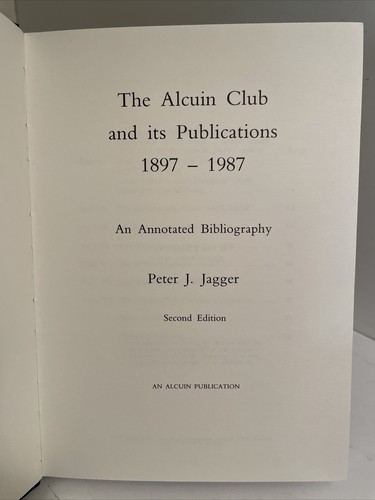 The Alcuin Club
and its Publications
1897 – 1987
An Annotated Bibliography
Peter J. Jagger
Second Edition
AN ALCUIN PUBLICATION